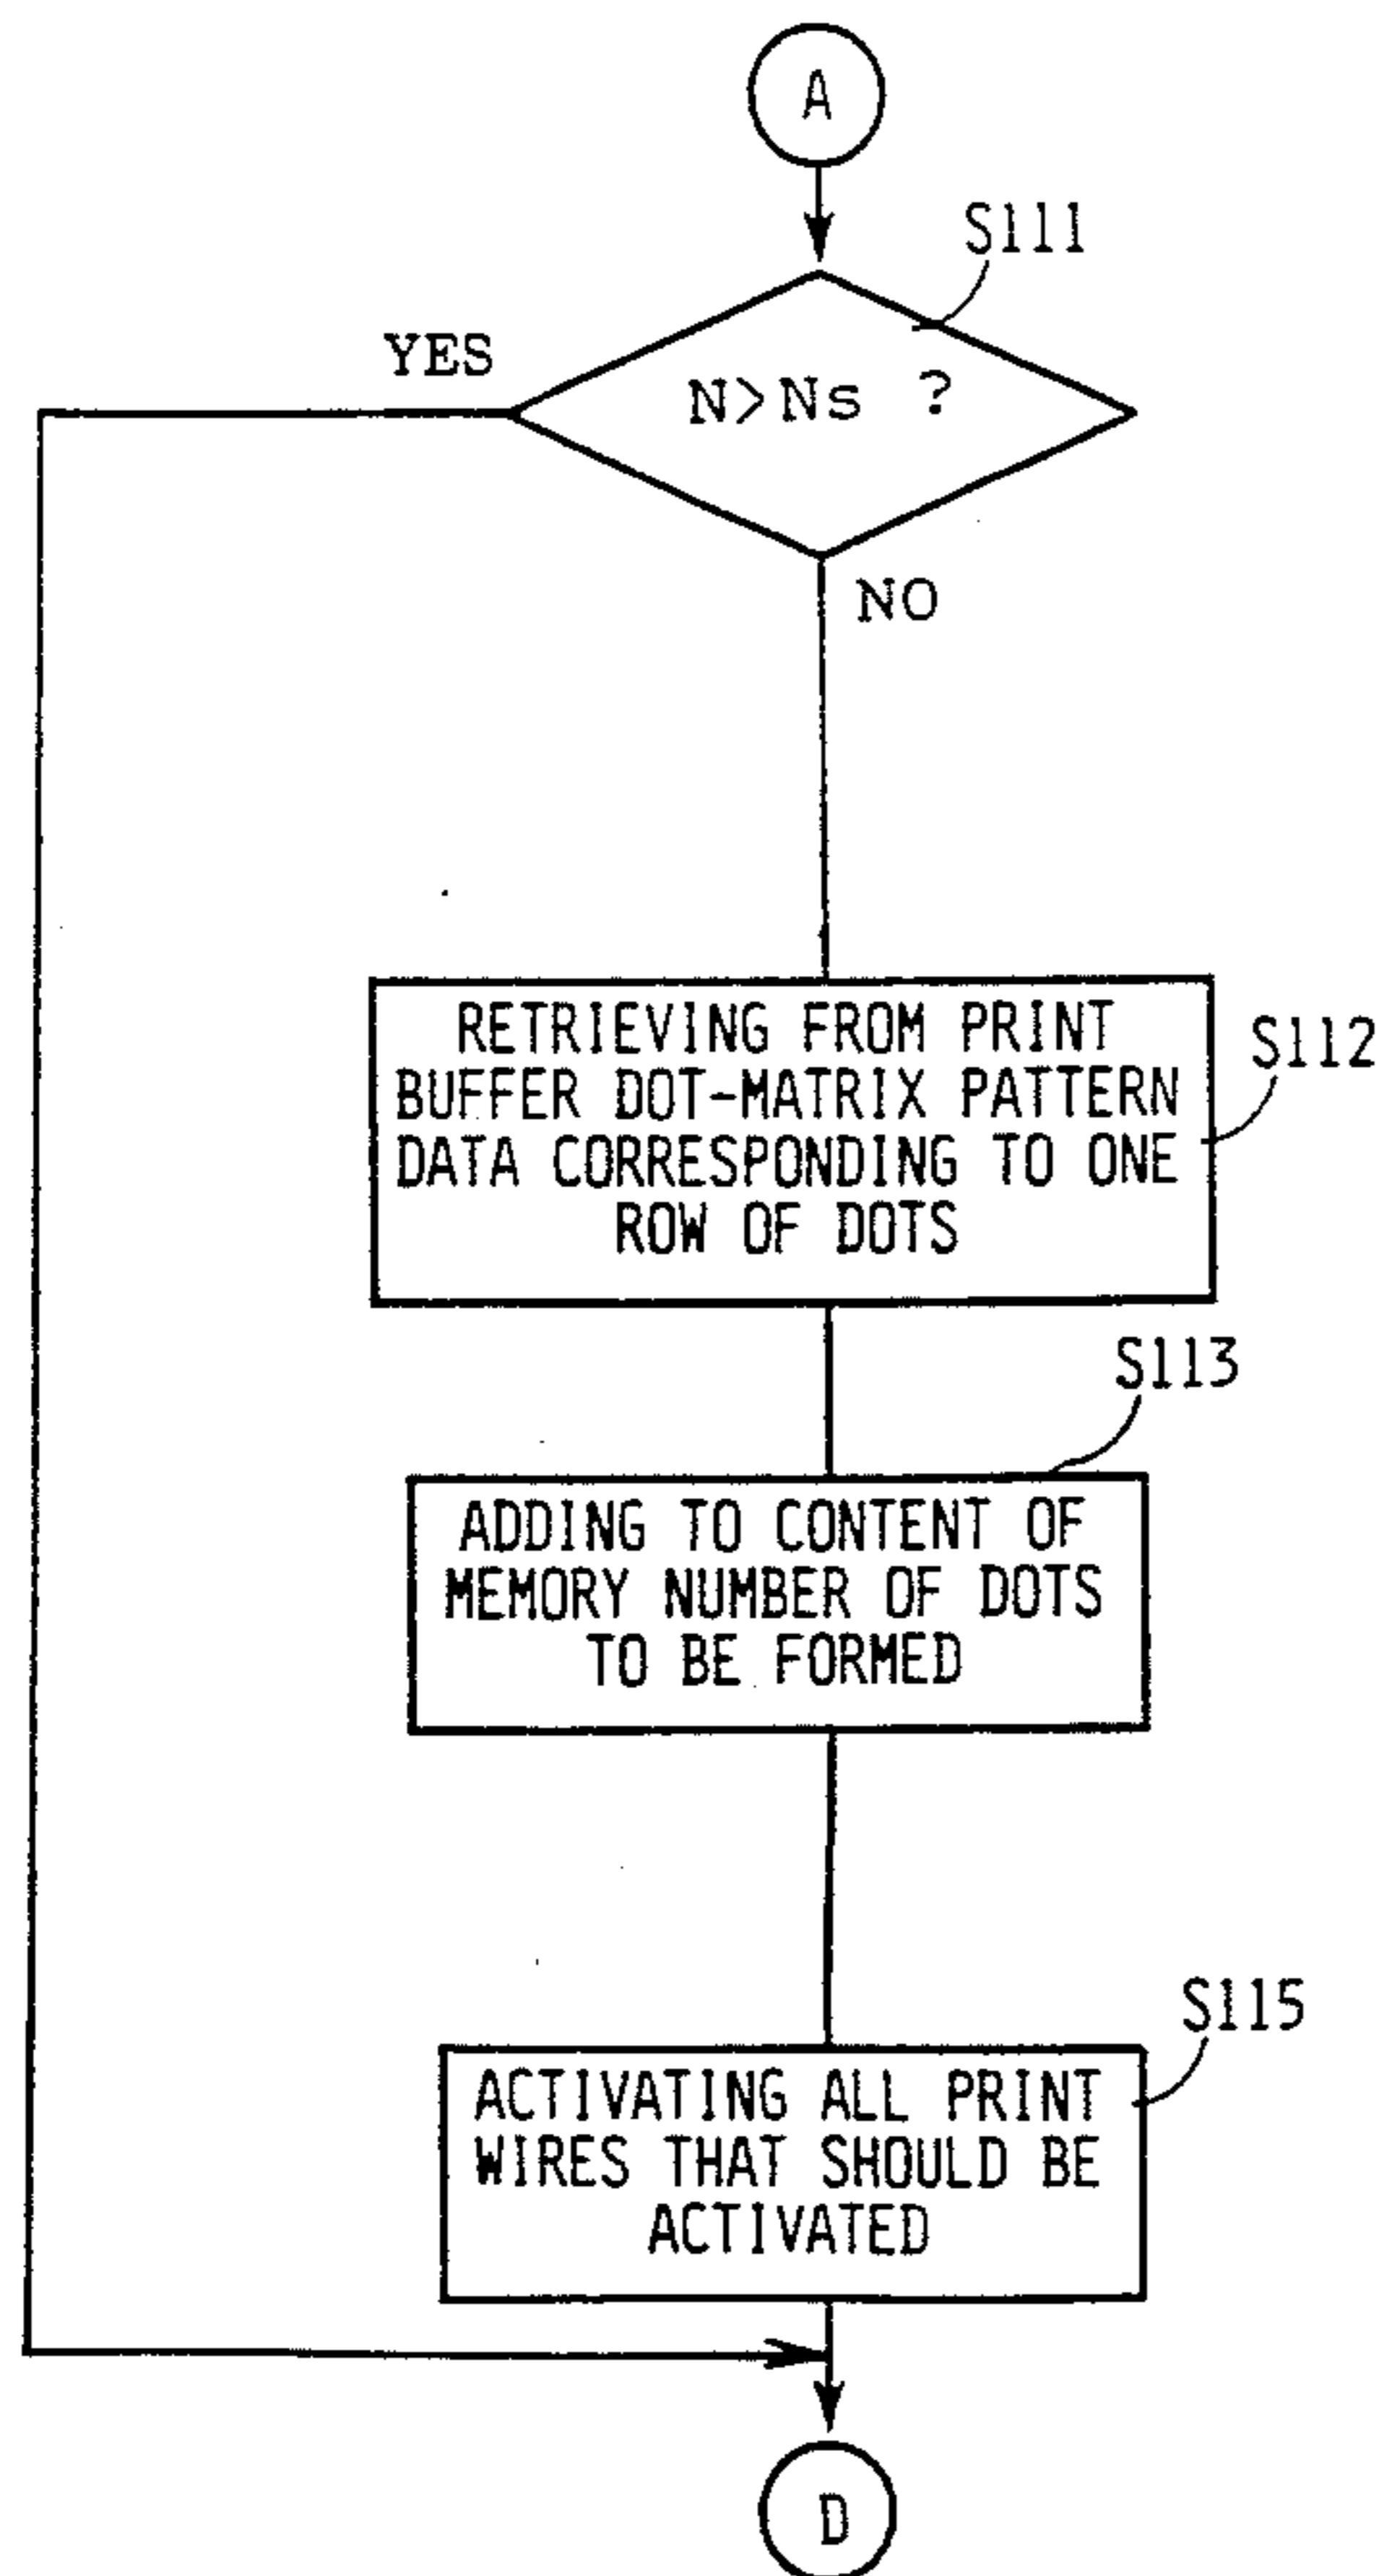 A
S111
YES
N>Ns ?
NO
RETRIEVING FROM PRINT
BUFFER DOT-MATRIX PATTERN
DATA CORRESPONDING TO ONE
ROW OF DOTS
S112
S113
ADDING TO CONTENT OF
MEMORY NUMBER OF DOTS
TO BE FORMED
S115
ACTIVATING ALL PRINT
WIRES THAT SHOULD BE
ACTIVATED
D